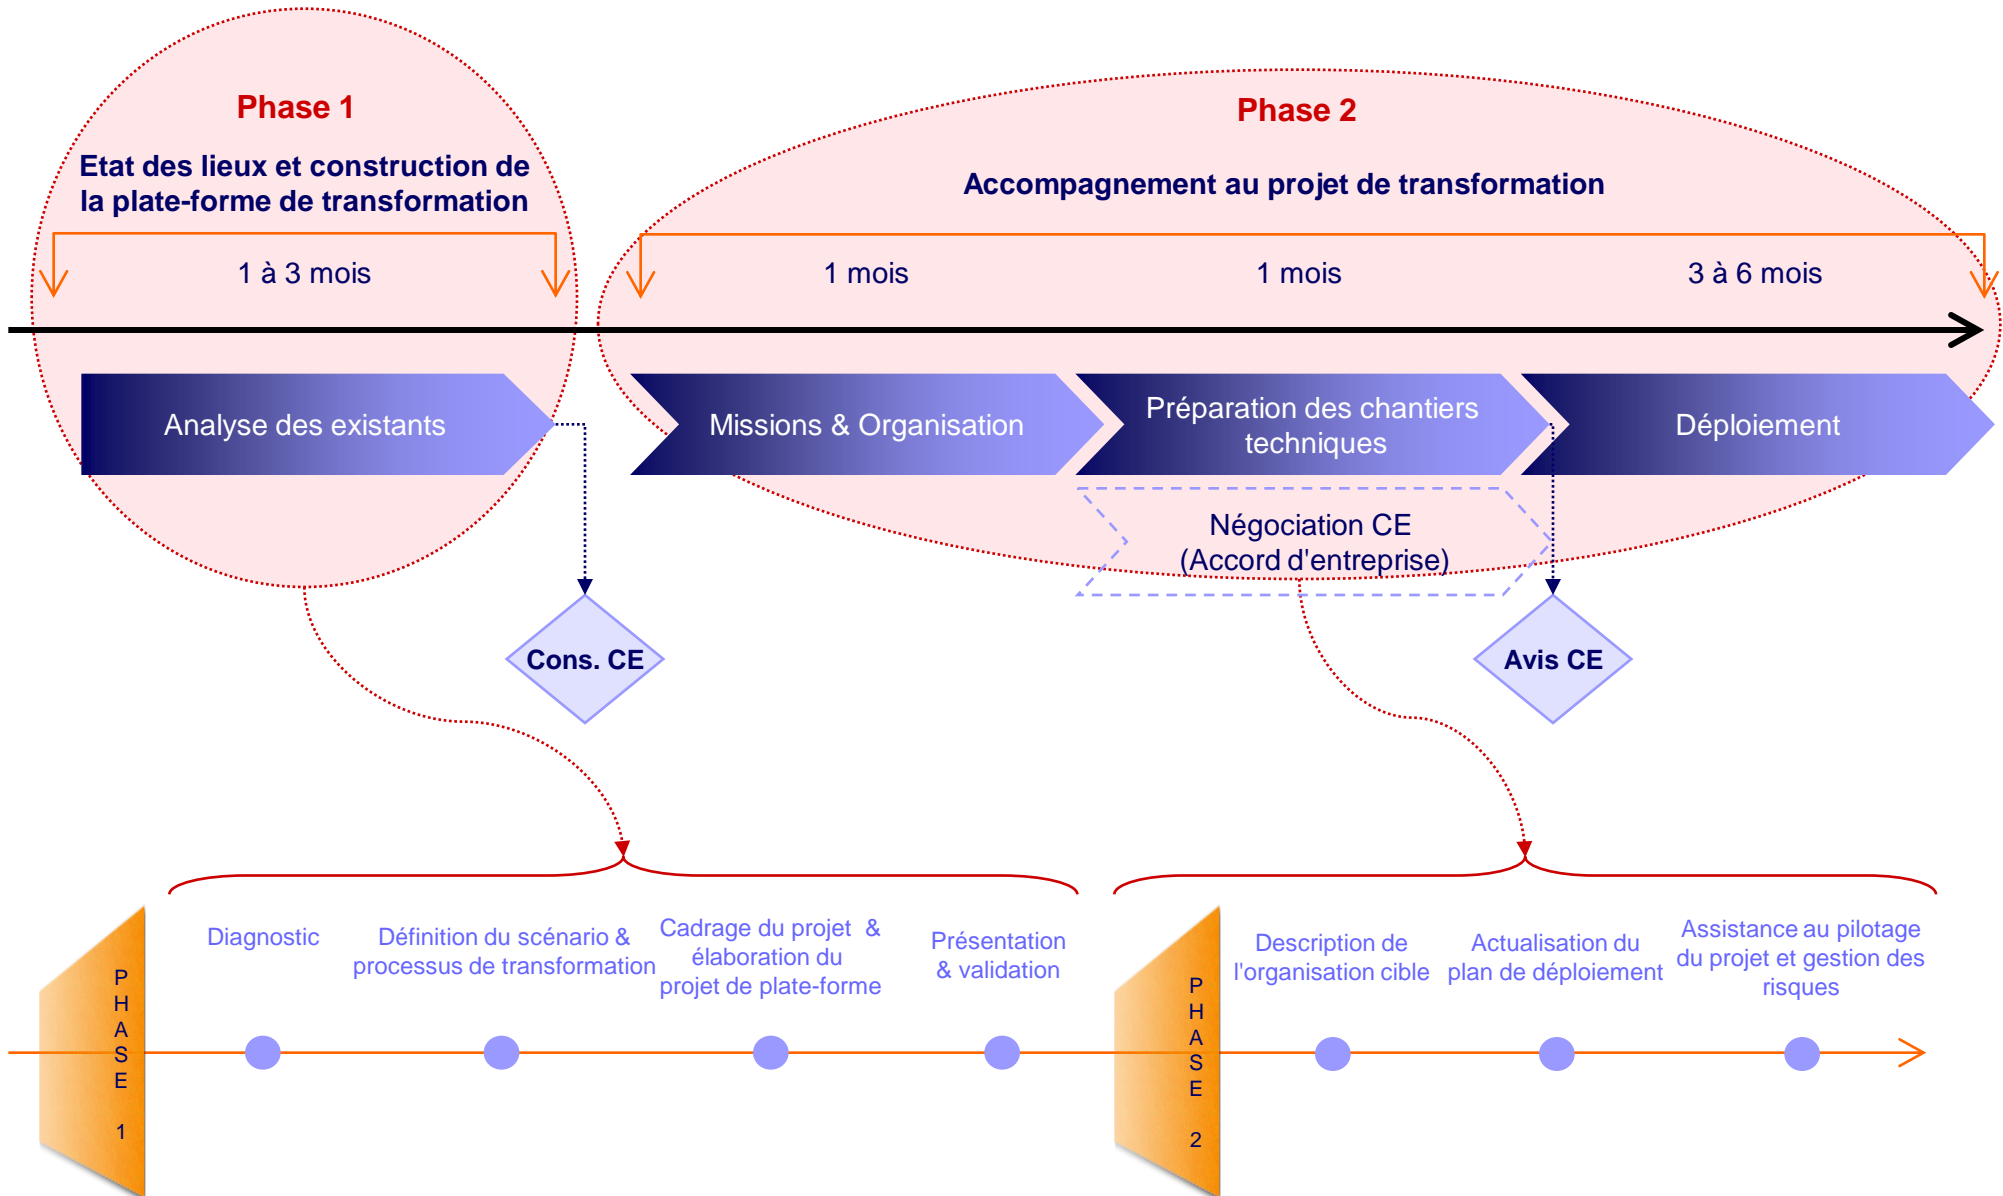 Phase 1
Etat des lieux et construction de
la plate-forme de transformation
1 à 3 mois
Phase 2
Accompagnement au projet de transformation
1 mois
1 mois
3 à 6 mois
Analyse des existants
Missions & Organisation
Préparation des chantiers
techniques
Déploiement
Négociation CE
(Accord d'entreprise)
Cons. CE
Avis CE
PHASE 1
Diagnostic
Définition du scénario &
processus de transformation
Cadrage du projet &
élaboration du
projet de plate-forme
Présentation
& validation
PHASE 2
Description de
l'organisation cible
Actualisation du
plan de déploiement
Assistance au pilotage
du projet et gestion des
risques